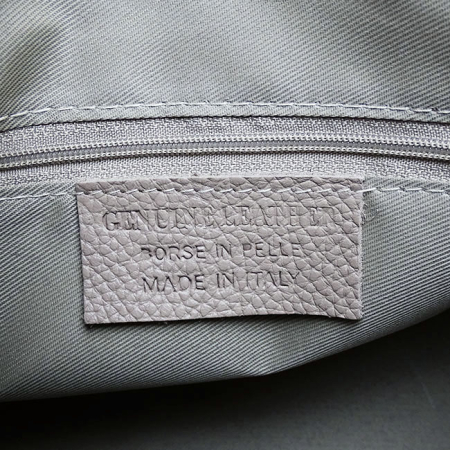 GENUINE LEATHER
BORSE IN PELLE
MADE IN ITALY